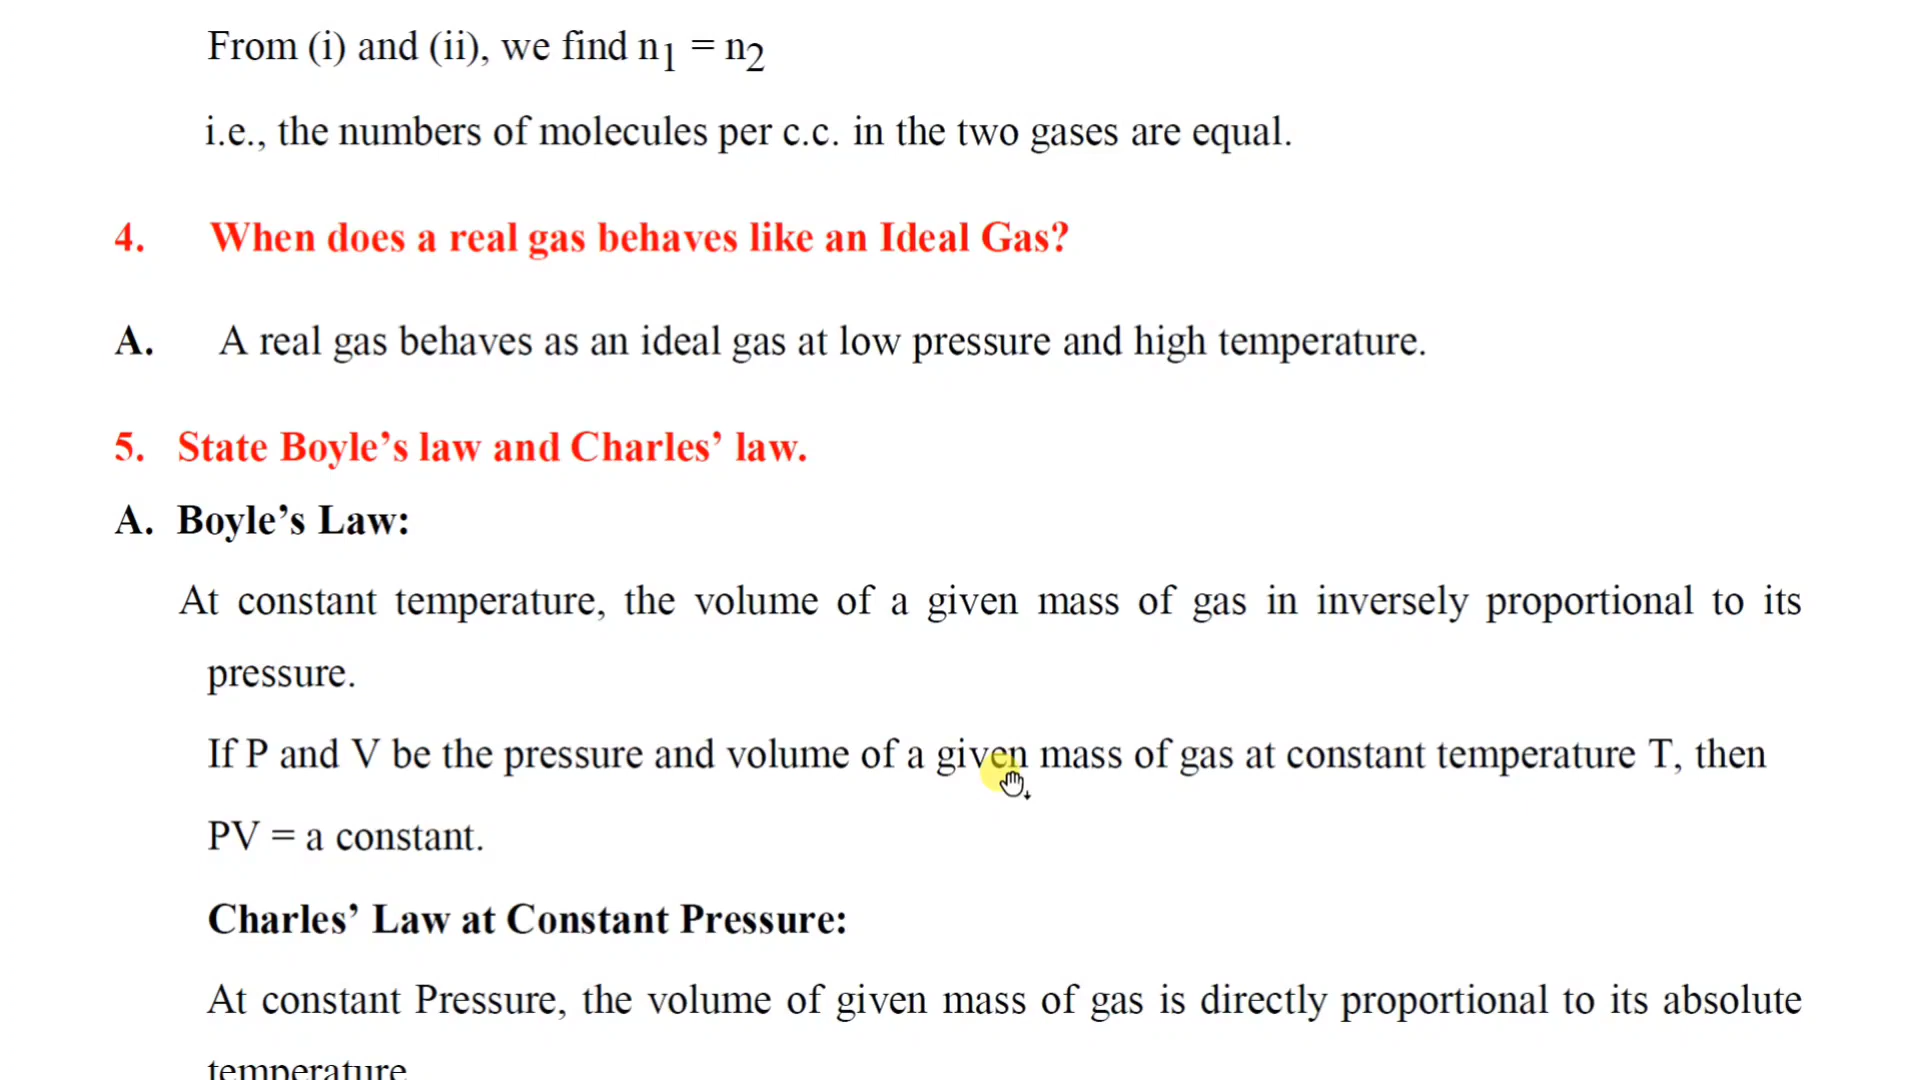 From (i) and (ii), we find n1 = n2
i.e., the numbers of molecules per c.c. in the two gases are equal.
4. When does a real gas behaves like an Ideal Gas?
A. A real gas behaves as an ideal gas at low pressure and high temperature.
5. State Boyle’s law and Charles’ law.
A. Boyle’s Law:
At constant temperature, the volume of a given mass of gas in inversely proportional to its
pressure.
If P and V be the pressure and volume of a given mass of gas at constant temperature T, then
PV = a constant.
Charles’ Law at Constant Pressure:
At constant Pressure, the volume of given mass of gas is directly proportional to its absolute
temperature